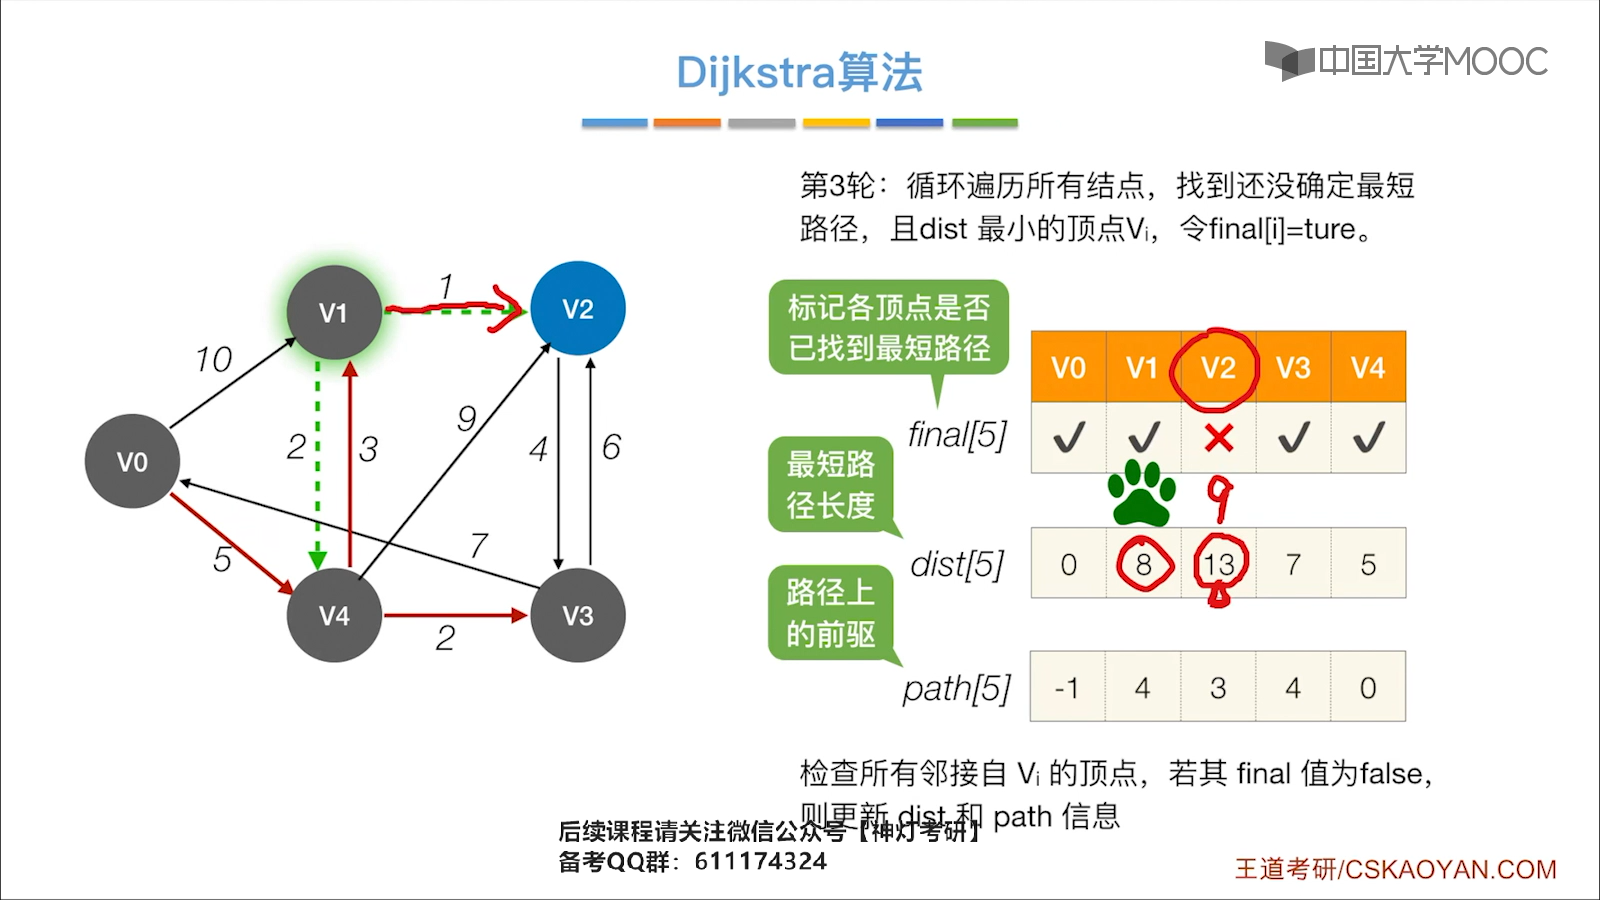 Dijkstra算法
中国大学MOOC
第3轮：循环遍历所有结点，找到还没确定最短
路径，且dist 最小的顶点Vi，令final[i]=ture。
标记各顶点是否
已找到最短路径
V0 V1 V2 V3 V4
final[5] ✓ ✓ × ✓ ✓
9
最短路
径长度
dist[5] 0 8 13 7 5
路径上
的前驱
path[5] -1 4 3 4 0
检查所有邻接自 Vi 的顶点，若其 final 值为false，
则更新 dist 和 path 信息
V1
1
V2
10
2
3
9
4
6
V0
5
7
V4
2
V3
后续课程请关注微信公众号【神灯考研】
备考QQ群：611174324
王道考研/CSKAOYAN.COM